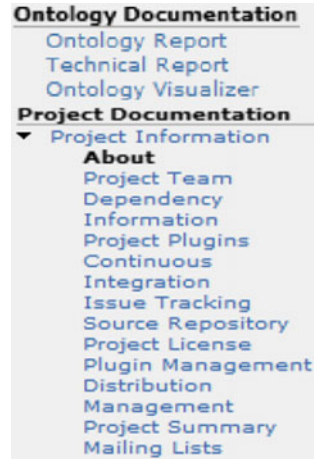 Ontology Documentation
Ontology Report
Technical Report
Ontology Visualizer
Project Documentation
Project Information
About
Project Team
Dependency
Information
Project Plugins
Continuous
Integration
Issue Tracking
Source Repository
Project License
Plugin Management
Distribution
Management
Project Summary
Mailing Lists